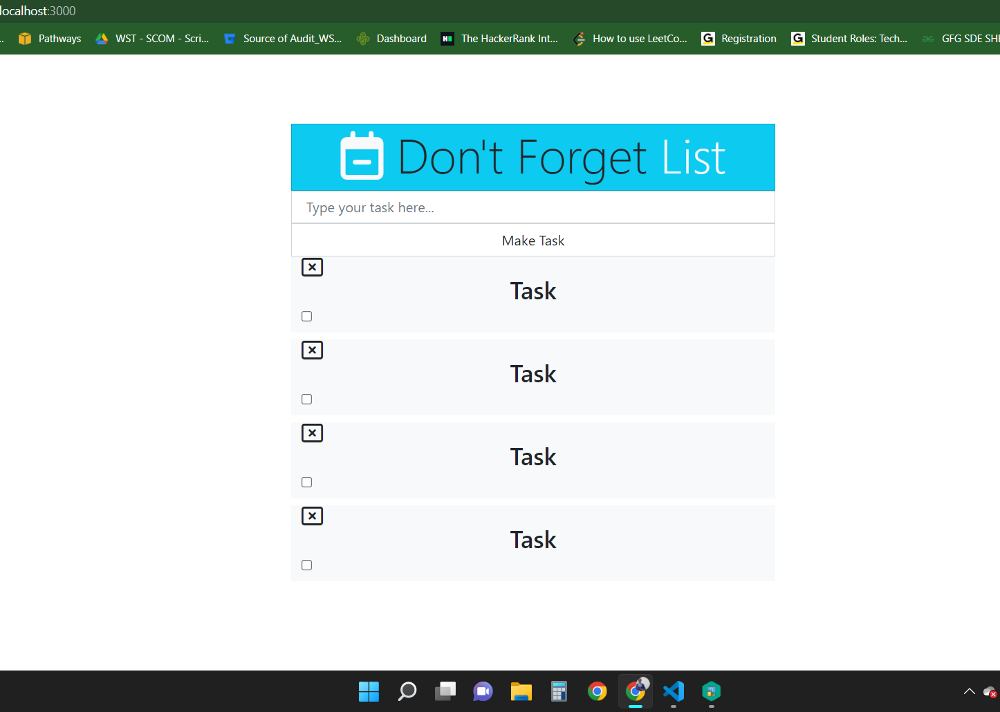 localhost:3000
.. Pathways WST - SCOM - Scri... Source of Audit_WS... Dashboard The HackerRank Int... How to use LeetCo... Registration Student Roles: Tech... GFG SDE SHE
Don't Forget List
Type your task here...
Make Task
Task
Task
Task
Task